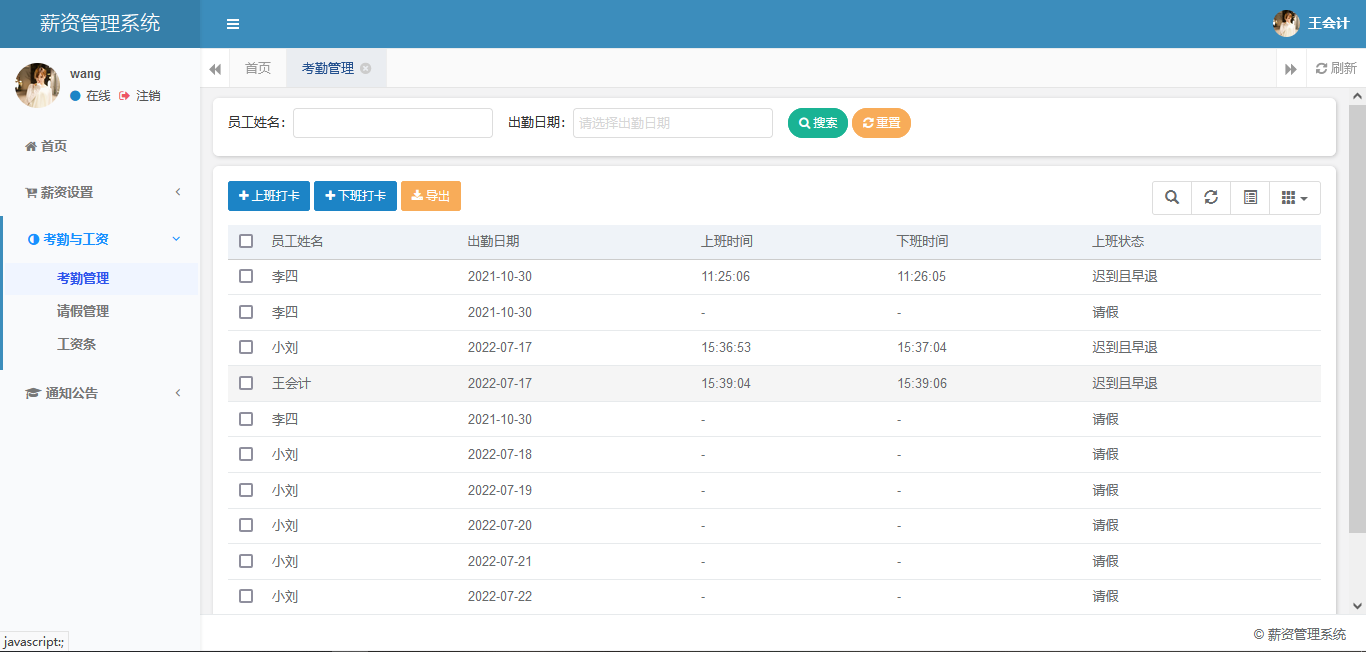 薪资管理系统
王会计
wang
在线 注销
首页 考勤管理 刷新
首页
薪资设置
考勤与工资
考勤管理
请假管理
工资条
通知公告
员工姓名： 出勤日期： 请选择出勤日期 搜索 重置
上班打卡 下班打卡 导出
员工姓名 出勤日期 上班时间 下班时间 上班状态
李四 2021-10-30 11:25:06 11:26:05 迟到且早退
李四 2021-10-30 - - 请假
小刘 2022-07-17 15:36:53 15:37:04 迟到且早退
王会计 2022-07-17 15:39:04 15:39:06 迟到且早退
李四 2021-10-30 - - 请假
小刘 2022-07-18 - - 请假
小刘 2022-07-19 - - 请假
小刘 2022-07-20 - - 请假
小刘 2022-07-21 - - 请假
小刘 2022-07-22 - - 请假
javascript:;
© 薪资管理系统